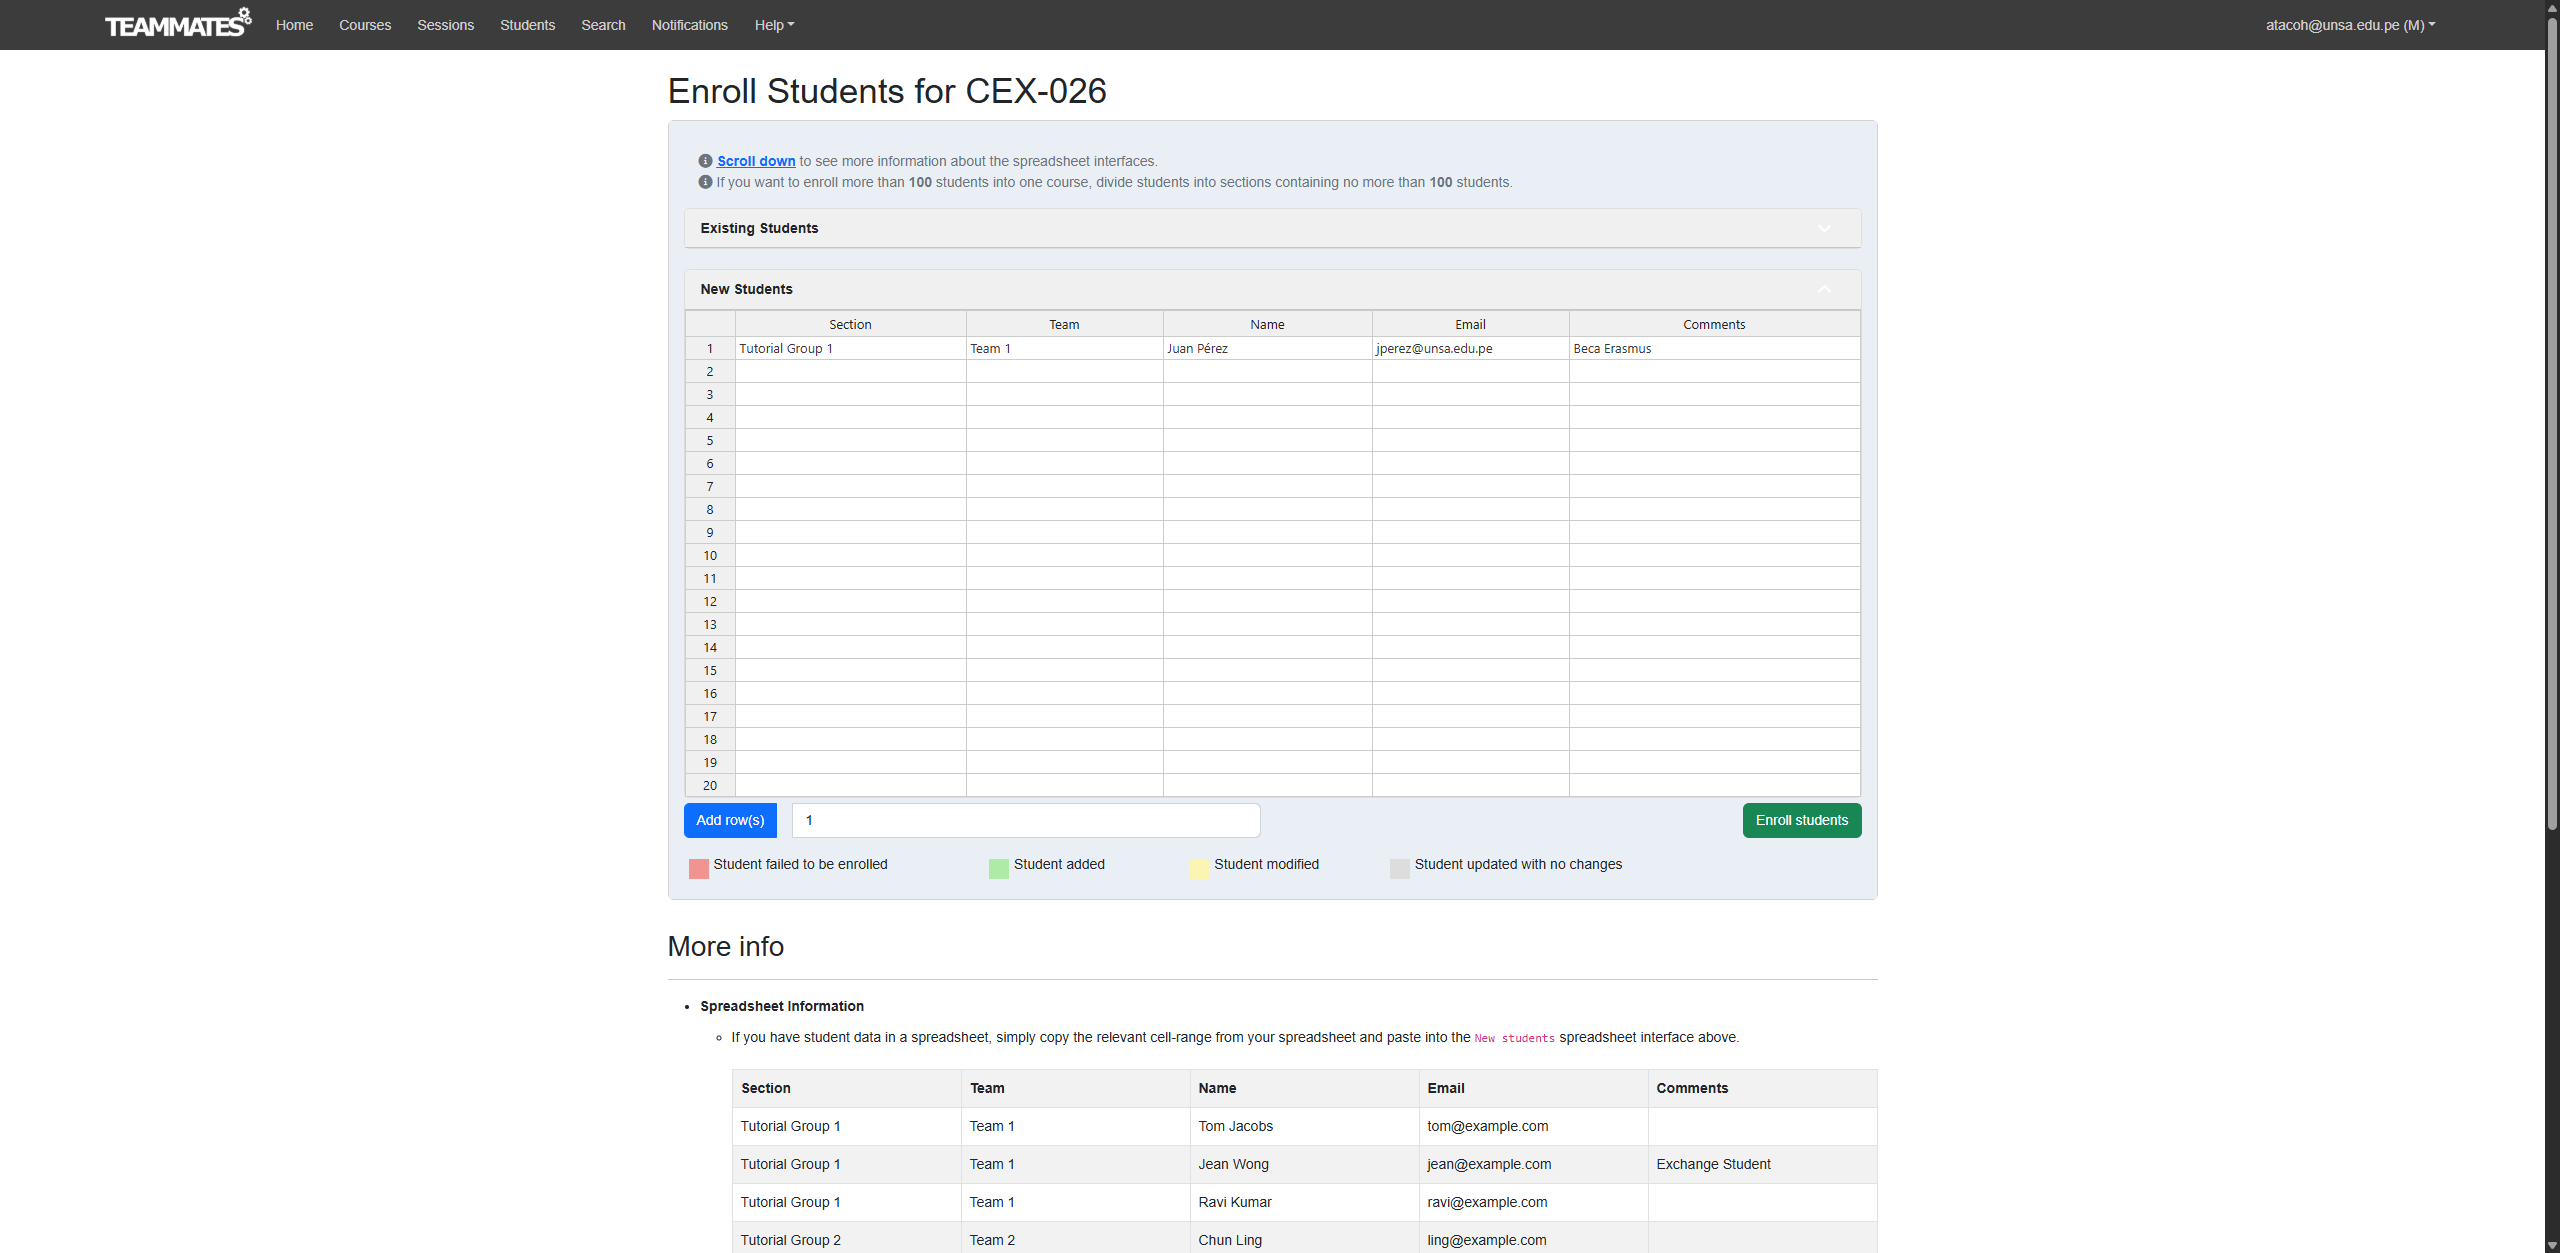 TEAMMATES Home Courses Sessions Students Search Notifications Help atacoh@unsa.edu.pe (M)
Enroll Students for CEX-026
Scroll down to see more information about the spreadsheet interfaces.
If you want to enroll more than 100 students into one course, divide students into sections containing no more than 100 students.
Existing Students
New Students
Section Team Name Email Comments
1 Tutorial Group 1 Team 1 Juan Pérez jperez@unsa.edu.pe Beca Erasmus
2
3
4
5
6
7
8
9
10
11
12
13
14
15
16
17
18
19
20
Add row(s) 1 Enroll students
Student failed to be enrolled Student added Student modified Student updated with no changes
More info
Spreadsheet Information
If you have student data in a spreadsheet, simply copy the relevant cell-range from your spreadsheet and paste into the New students spreadsheet interface above.
Section Team Name Email Comments
Tutorial Group 1 Team 1 Tom Jacobs tom@example.com
Tutorial Group 1 Team 1 Jean Wong jean@example.com Exchange Student
Tutorial Group 1 Team 1 Ravi Kumar ravi@example.com
Tutorial Group 2 Team 2 Chun Ling ling@example.com